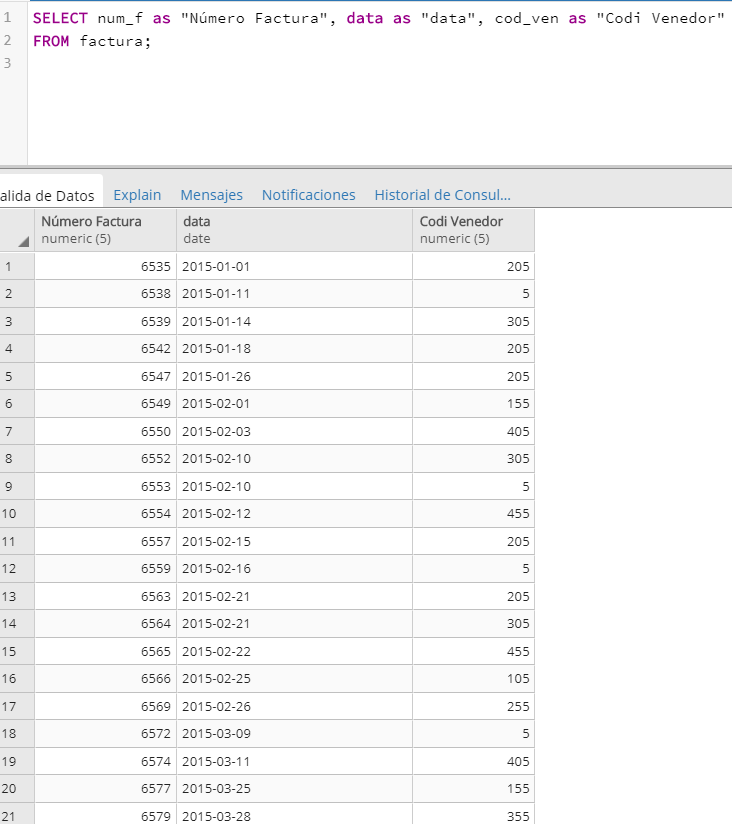 1 SELECT num_f as "Número Factura", data as "data", cod_ven as "Codi Venedor"
2 FROM factura;
3
alida de Datos Explain Mensajes Notificaciones Historial de Consul...
Número Factura data Codi Venedor
numeric (5) date numeric (5)
1 6535 2015-01-01 205
2 6538 2015-01-11 5
3 6539 2015-01-14 305
4 6542 2015-01-18 205
5 6547 2015-01-26 205
6 6549 2015-02-01 155
7 6550 2015-02-03 405
8 6552 2015-02-10 305
9 6553 2015-02-10 5
10 6554 2015-02-12 455
11 6557 2015-02-15 205
12 6559 2015-02-16 5
13 6563 2015-02-21 205
14 6564 2015-02-21 305
15 6565 2015-02-22 455
16 6566 2015-02-25 105
17 6569 2015-02-26 255
18 6572 2015-03-09 5
19 6574 2015-03-11 405
20 6577 2015-03-25 155
21 6579 2015-03-28 355